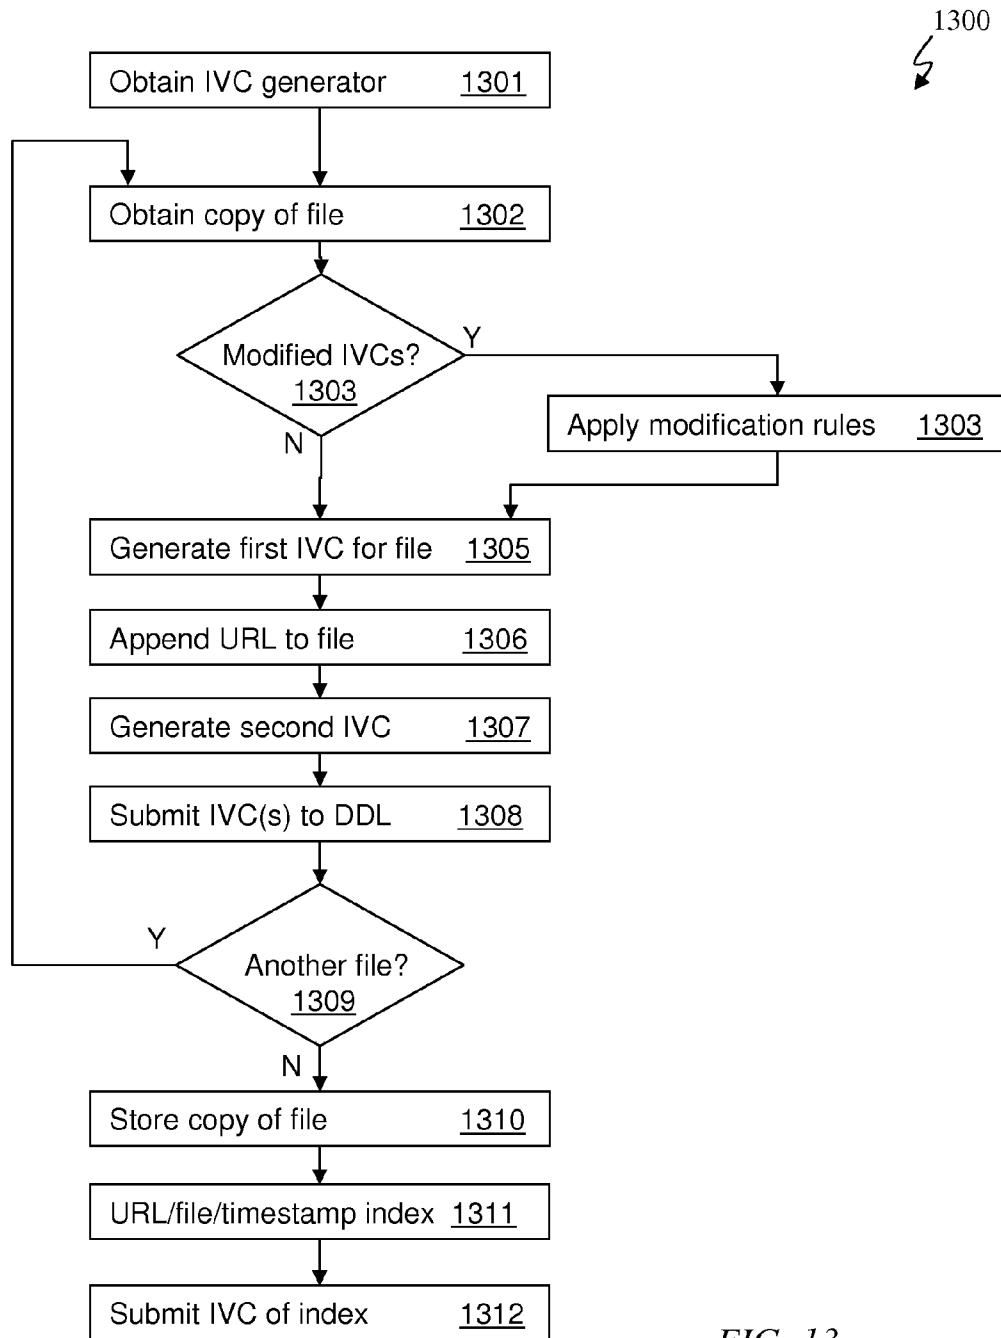 1300
Obtain IVC generator 1301
Obtain copy of file 1302
Modified IVCs?
1303
Y
N
Apply modification rules 1303
Generate first IVC for file 1305
Append URL to file 1306
Generate second IVC 1307
Submit IVC(s) to DDL 1308
Y
Another file?
1309
N
Store copy of file 1310
URL/file/timestamp index 1311
Submit IVC of index 1312
FIG. 13